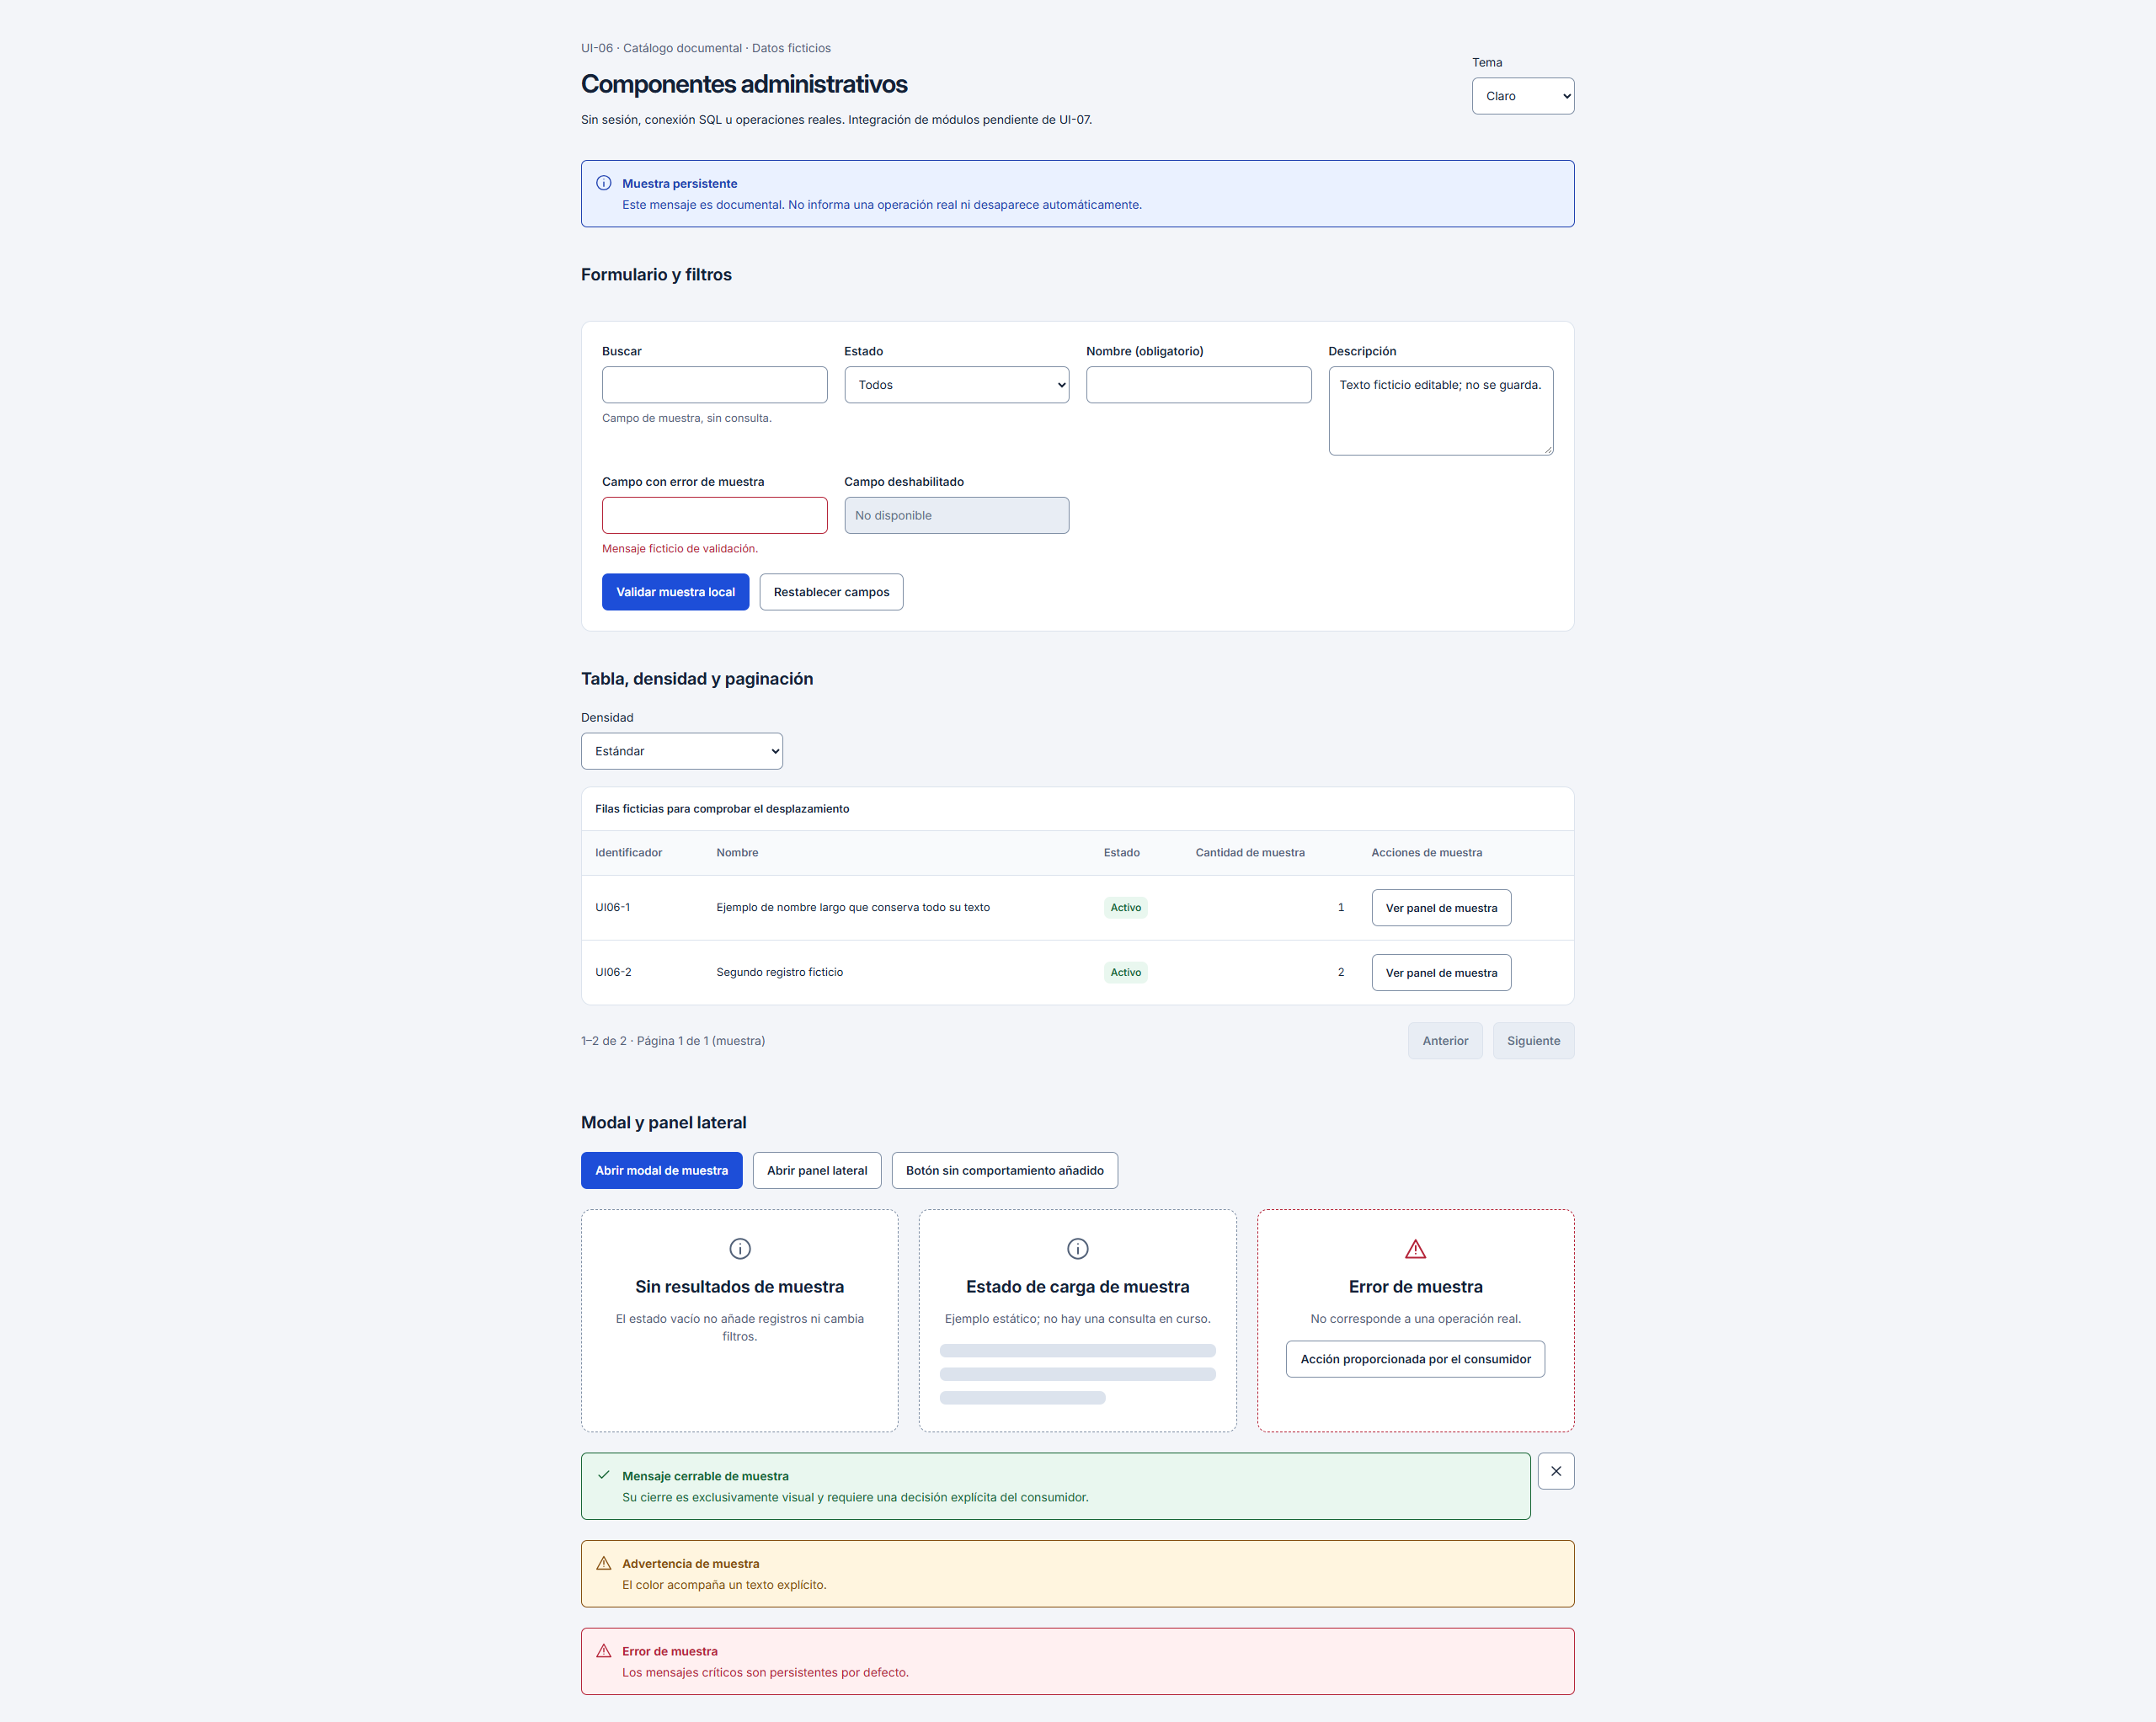 UI-06 · Catálogo documental · Datos ficticios
Componentes administrativos
Sin sesión, conexión SQL u operaciones reales. Integración de módulos pendiente de UI-07.
Tema
Claro
Muestra persistente
Este mensaje es documental. No informa una operación real ni desaparece automáticamente.
Formulario y filtros
Buscar
Campo de muestra, sin consulta.
Estado
Todos
Nombre (obligatorio)
Descripción
Texto ficticio editable; no se guarda.
Campo con error de muestra
Mensaje ficticio de validación.
Campo deshabilitado
No disponible
Validar muestra local
Restablecer campos
Tabla, densidad y paginación
Densidad
Estándar
Filas ficticias para comprobar el desplazamiento
Identificador Nombre Estado Cantidad de muestra Acciones de muestra
UI06-1 Ejemplo de nombre largo que conserva todo su texto Activo 1 Ver panel de muestra
UI06-2 Segundo registro ficticio Activo 2 Ver panel de muestra
1–2 de 2 · Página 1 de 1 (muestra)
Anterior
Siguiente
Modal y panel lateral
Abrir modal de muestra
Abrir panel lateral
Botón sin comportamiento añadido
Sin resultados de muestra
El estado vacío no añade registros ni cambia
filtros.
Estado de carga de muestra
Ejemplo estático; no hay una consulta en curso.
Error de muestra
No corresponde a una operación real.
Acción proporcionada por el consumidor
Mensaje cerrable de muestra
Su cierre es exclusivamente visual y requiere una decisión explícita del consumidor.
Advertencia de muestra
El color acompaña un texto explícito.
Error de muestra
Los mensajes críticos son persistentes por defecto.